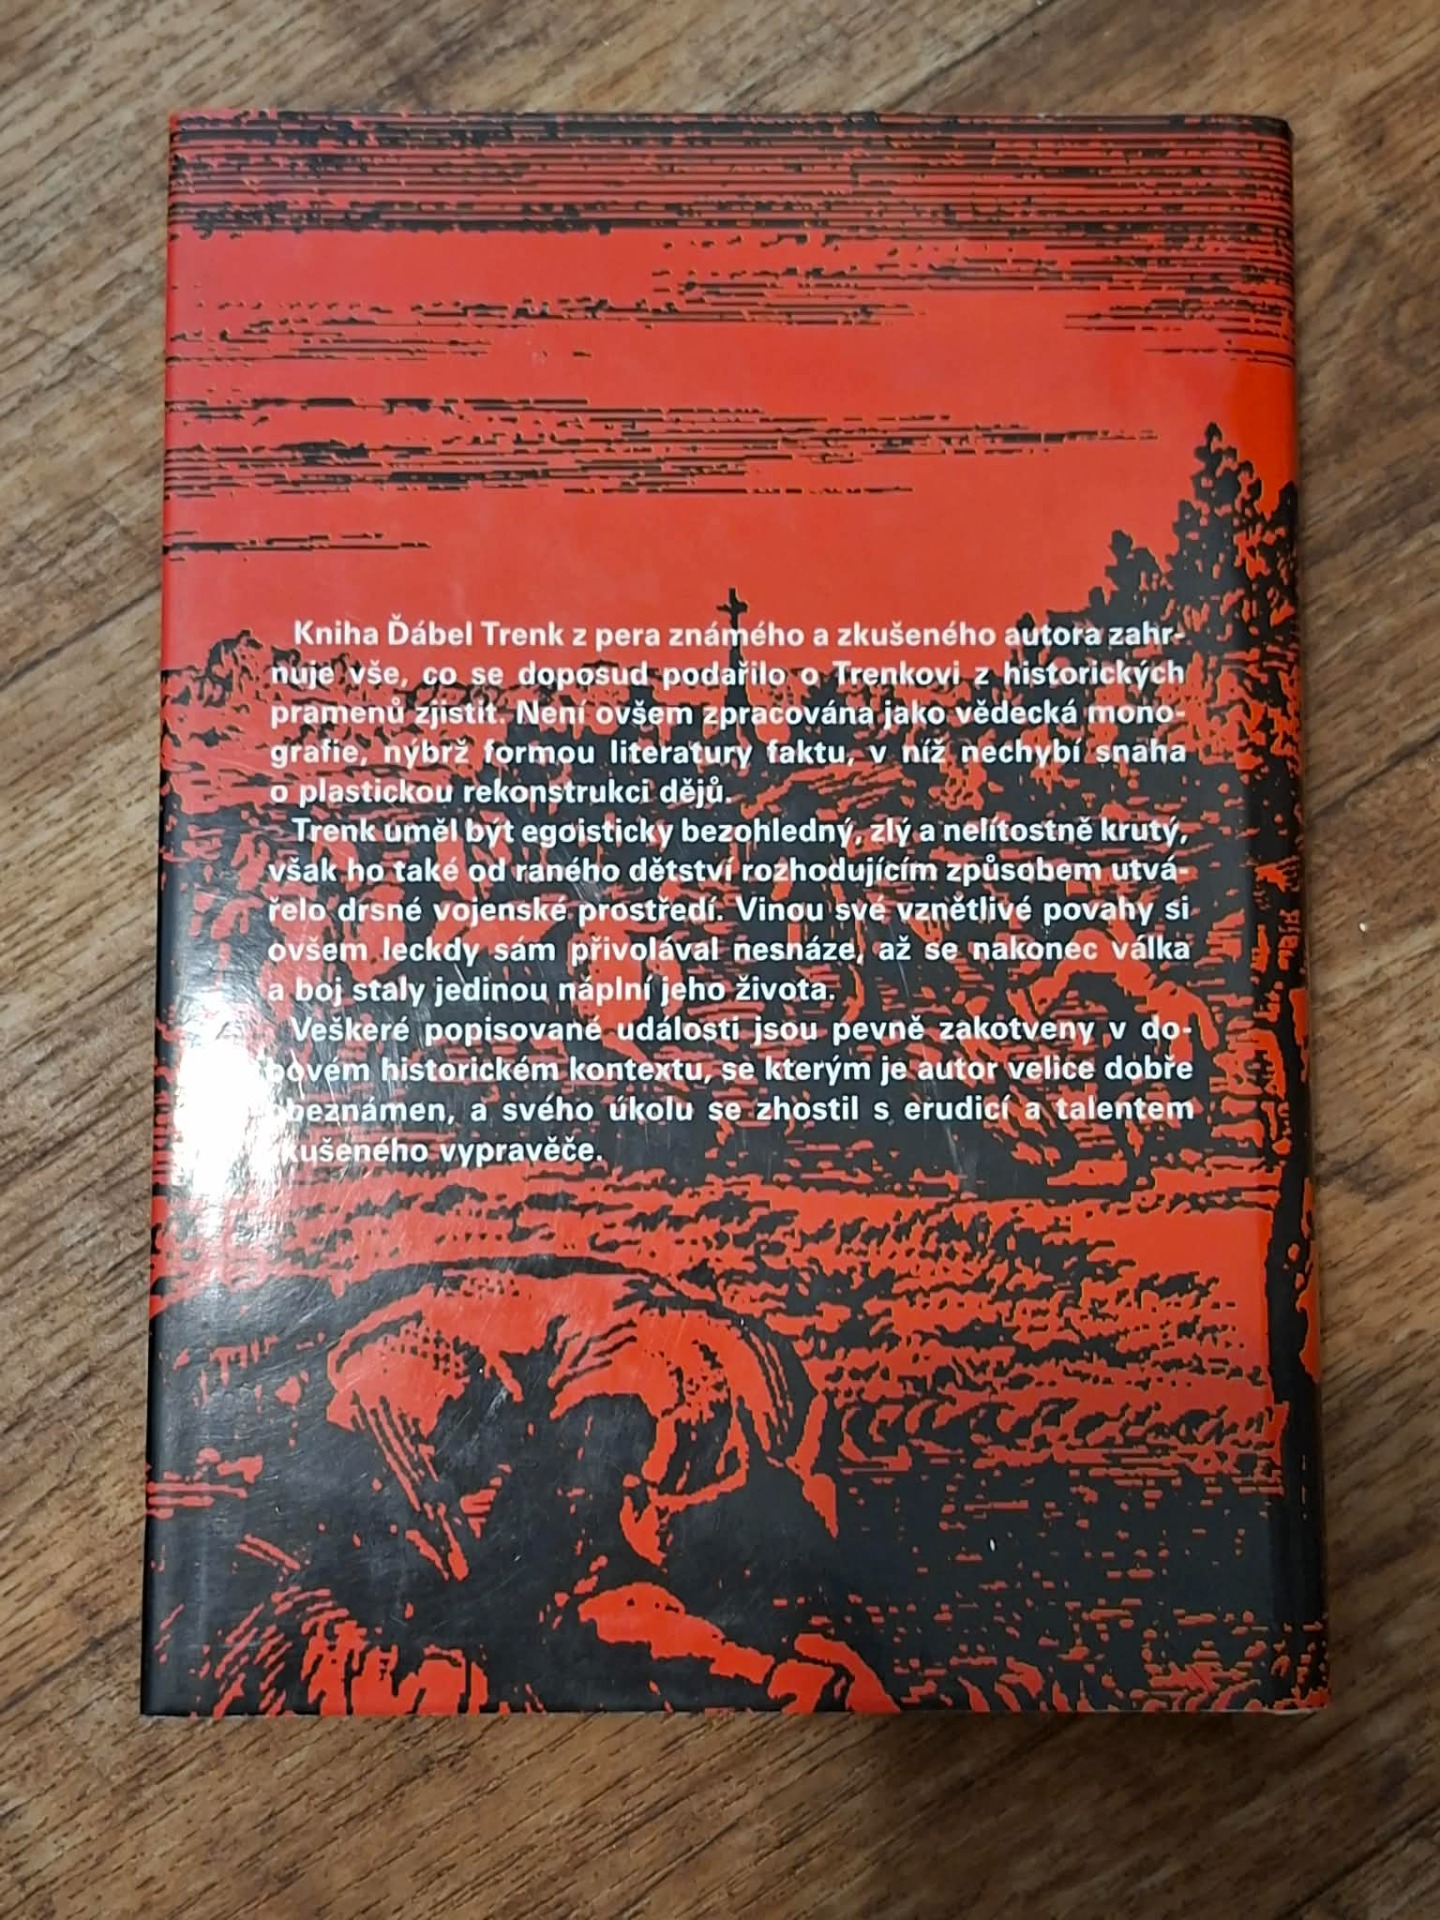 Kniha Ďábel Trenk z pera známého a zkušeného autora zahr-
nuje vše, co se doposud podařilo o Trenkovi z historických
pramenů zjistit. Není ovšem zpracována jako vědecká mono-
grafie, nýbrž formou literatury faktu, v níž nechybí snaha
o plastickou rekonstrukci dějů.
Trenk uměl být egoisticky bezohledný, zlý a nelítostně krutý,
však ho také od raného dětství rozhodujícím způsobem utvá-
řelo drsné vojenské prostředí. Vinou své vznětlivé povahy si
ovšem leckdy sám přivolával nesnáze, až se nakonec válka
a boj staly jedinou náplní jeho života.
Veškeré popisované události jsou pevně zakotveny v do-
bovém historickém kontextu, se kterým je autor velice dobře
obeznámen, a svého úkolu se zhostil s erudicí a talentem
zkušeného vypravěče.